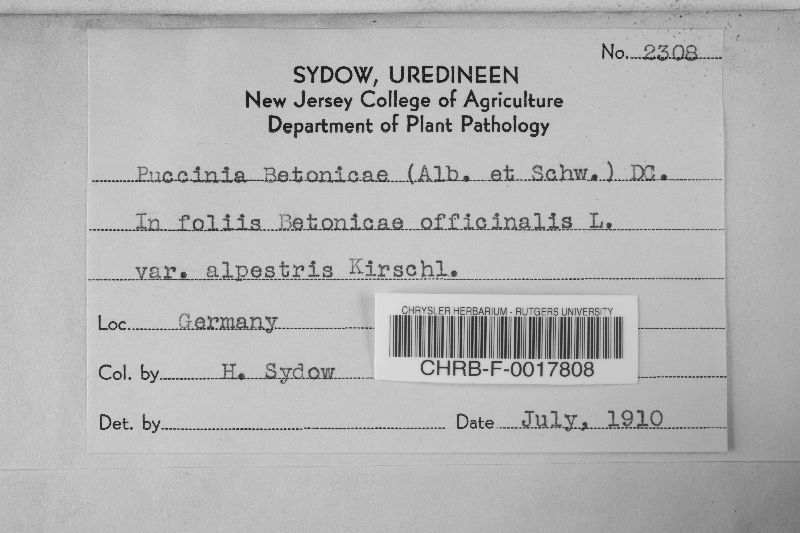 No. 2308
SYDOW, UREDINEEN
New Jersey College of Agriculture
Department of Plant Pathology
Puccinia Betonicae (Alb. et Schw.) DC.
In foliis Betonicae officinalis L.
var. alpestris Kirschl.
Loc. Germany
CHRYSLER HERBARIUM - RUTGERS UNIVERSITY
CHRB-F-0017808
Col. by H. Sydow
Det. by
Date July, 1910